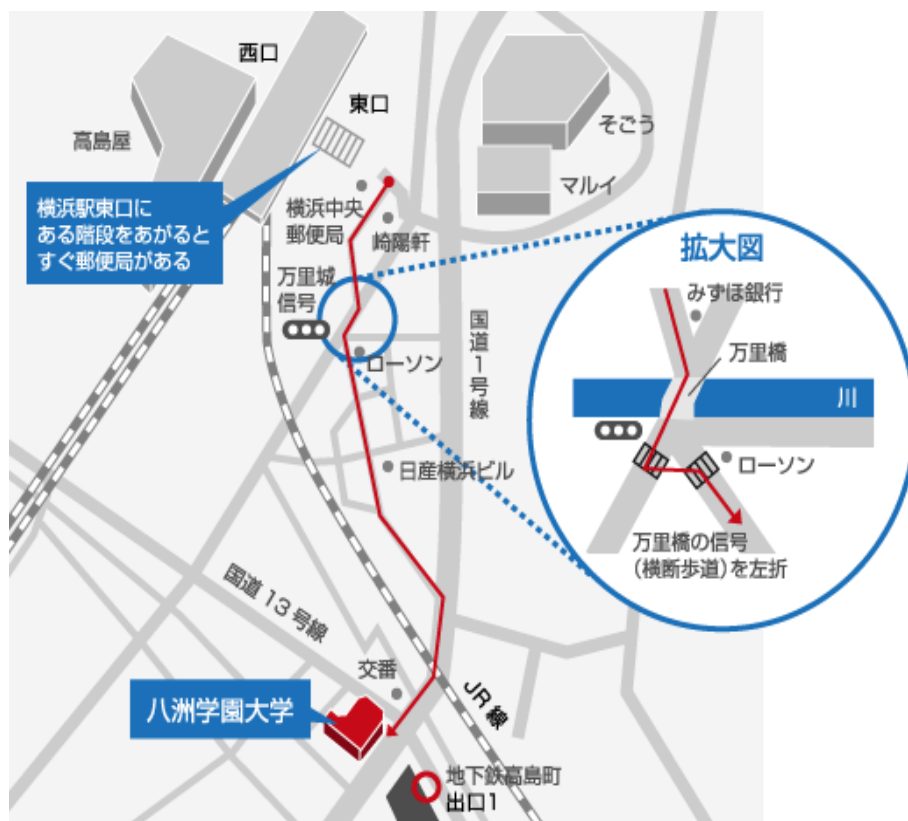 西口
東口
高島屋
そごう
マルイ
横浜駅東口に
ある階段をあがると
すぐ郵便局がある
横浜中央
郵便局
崎陽軒
万里城
信号
ローソン
国道1号線
拡大図
みずほ銀行
万里橋
川
ローソン
万里橋の信号
(横断歩道)を左折
日産横浜ビル
国道13号線
交番
JR線
八洲学園大学
地下鉄高島町
出口1